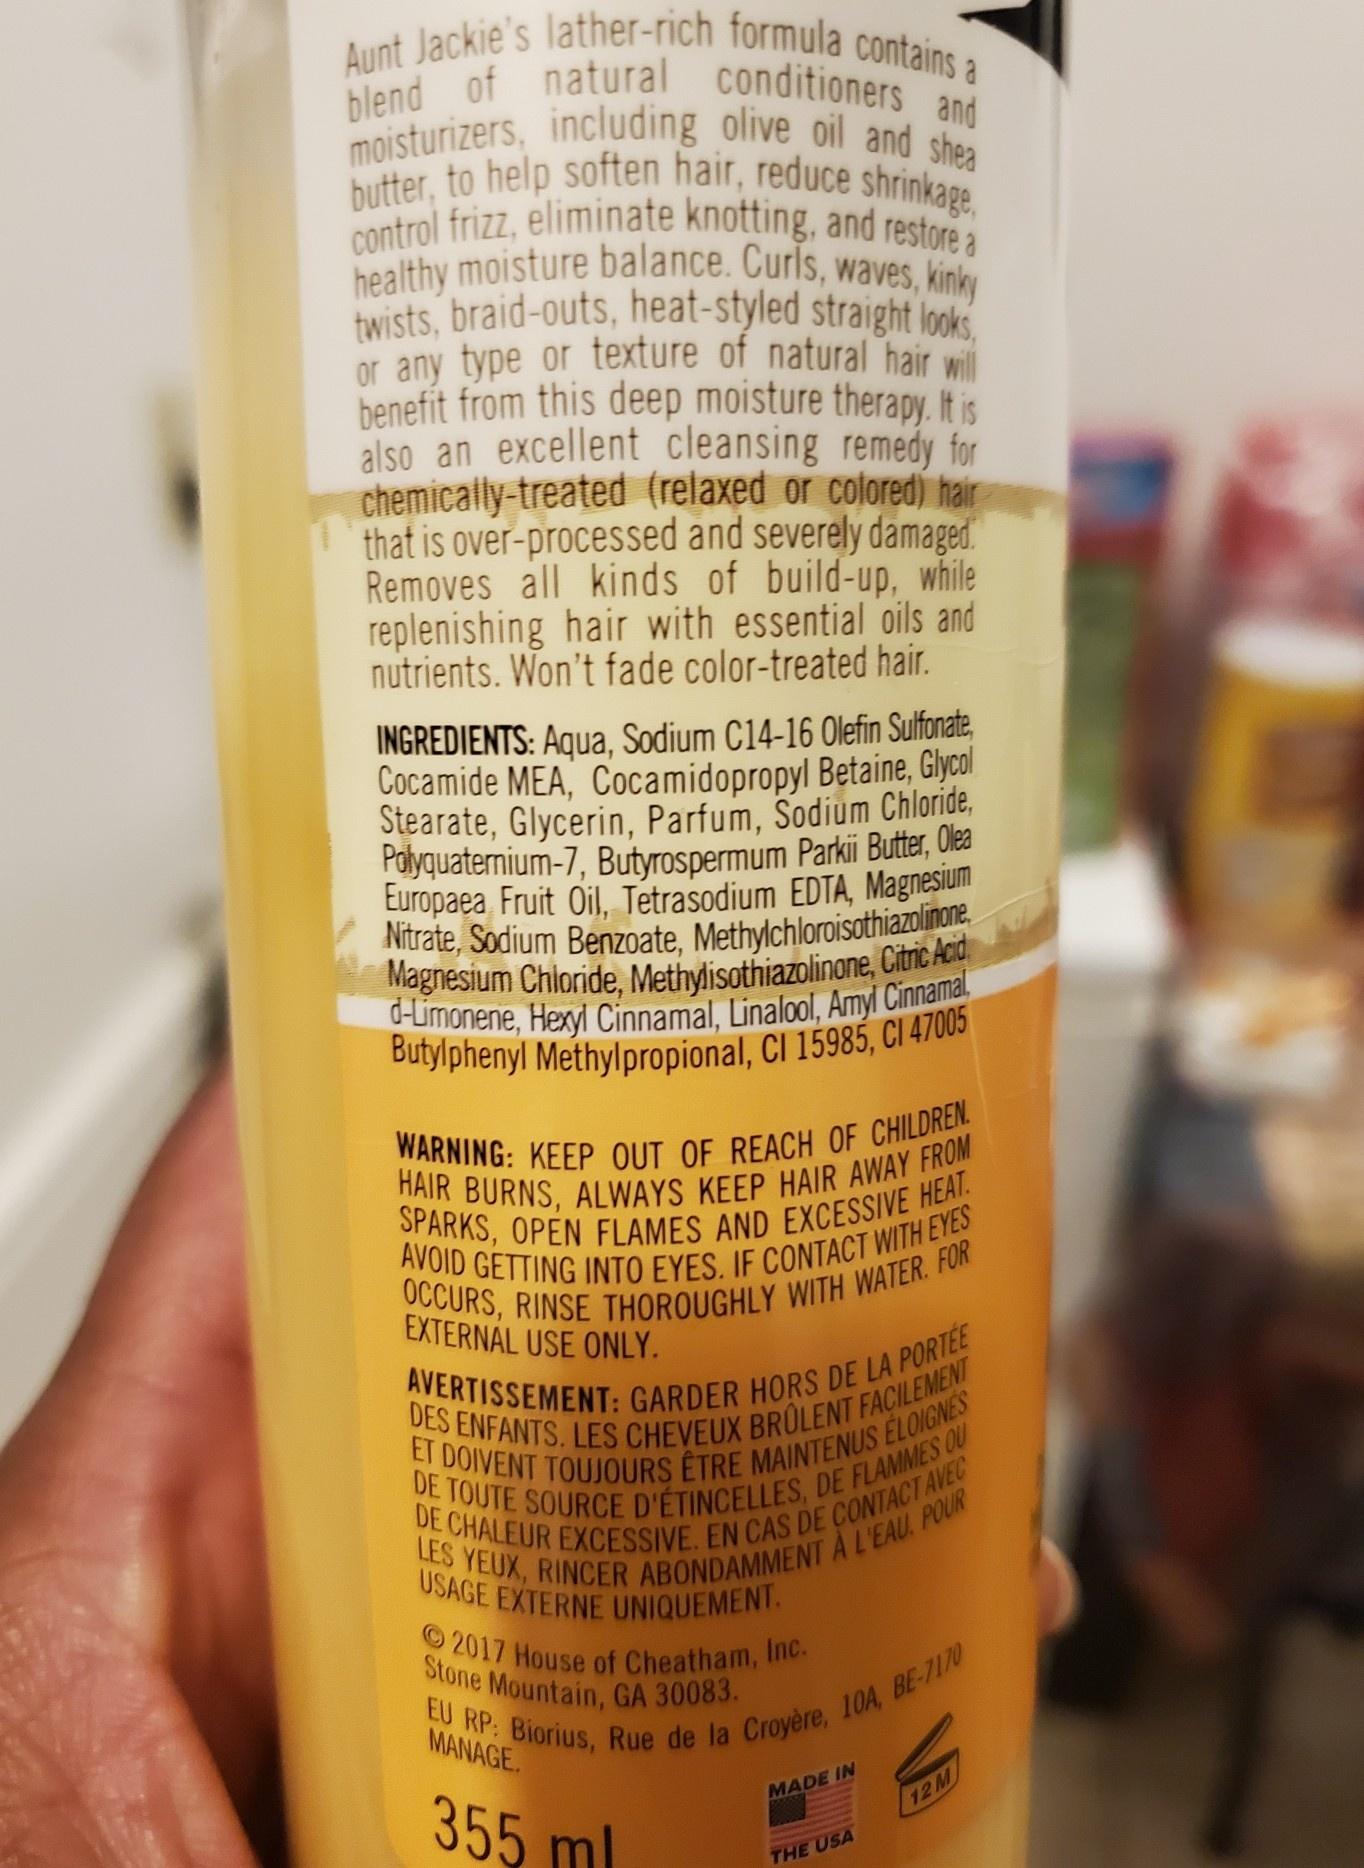 Aunt Jackie's lather-rich formula contains a
blend of natural conditioners and
moisturizers, including olive oil and shea
butter, to help soften hair, reduce shrinkage,
control frizz, eliminate knotting, and restore a
healthy moisture balance. Curls, waves, kinky
twists, braid-outs, heat-styled straight looks,
or any type or texture of natural hair will
benefit from this deep moisture therapy. It is
also an excellent cleansing remedy for
chemically-treated (relaxed or colored) hair
that is over-processed and severely damaged.
Removes all kinds of build-up, while
replenishing hair with essential oils and
nutrients. Won't fade color-treated hair.
INGREDIENTS: Aqua, Sodium C14-16 Olefin Sulfonate,
Cocamide MEA, Cocamidopropyl Betaine, Glycol
Stearate, Glycerin, Parfum, Sodium Chloride,
Polyquaternium-7, Butyrospermum Parkii Butter, Olea
Europaea Fruit Oil, Tetrasodium EDTA, Magnesium
Nitrate, Sodium Benzoate, Methylchloroisothiazolinone,
Magnesium Chloride, Methylisothiazolinone, Citric Acid,
d-Limonene, Hexyl Cinnamal, Linalool, Amyl Cinnamal,
Butylphenyl Methylpropional, CI 15985, CI 47005
WARNING: KEEP OUT OF REACH OF CHILDREN.
HAIR BURNS, ALWAYS KEEP HAIR AWAY FROM
SPARKS, OPEN FLAMES AND EXCESSIVE HEAT.
AVOID GETTING INTO EYES. IF CONTACT WITH EYES
OCCURS, RINSE THOROUGHLY WITH WATER. FOR
EXTERNAL USE ONLY.
AVERTISSEMENT: GARDER HORS DE LA PORTÉE
DES ENFANTS. LES CHEVEUX BRÛLENT FACILEMENT
ET DOIVENT TOUJOURS ÊTRE MAINTENUS ÉLOIGNÉS
DE TOUTE SOURCE D'ÉTINCELLES, DE FLAMMES OU
DE CHALEUR EXCESSIVE. EN CAS DE CONTACT AVEC
LES YEUX, RINCER ABONDAMMENT À L'EAU. POUR
USAGE EXTERNE UNIQUEMENT.
© 2017 House of Cheatham, Inc.
Stone Mountain, GA 30083.
EU RP: Biorius, Rue de la Croyère, 10A, BE-7170
MANAGE.
MADE IN
THE USA
12 M
355 ml